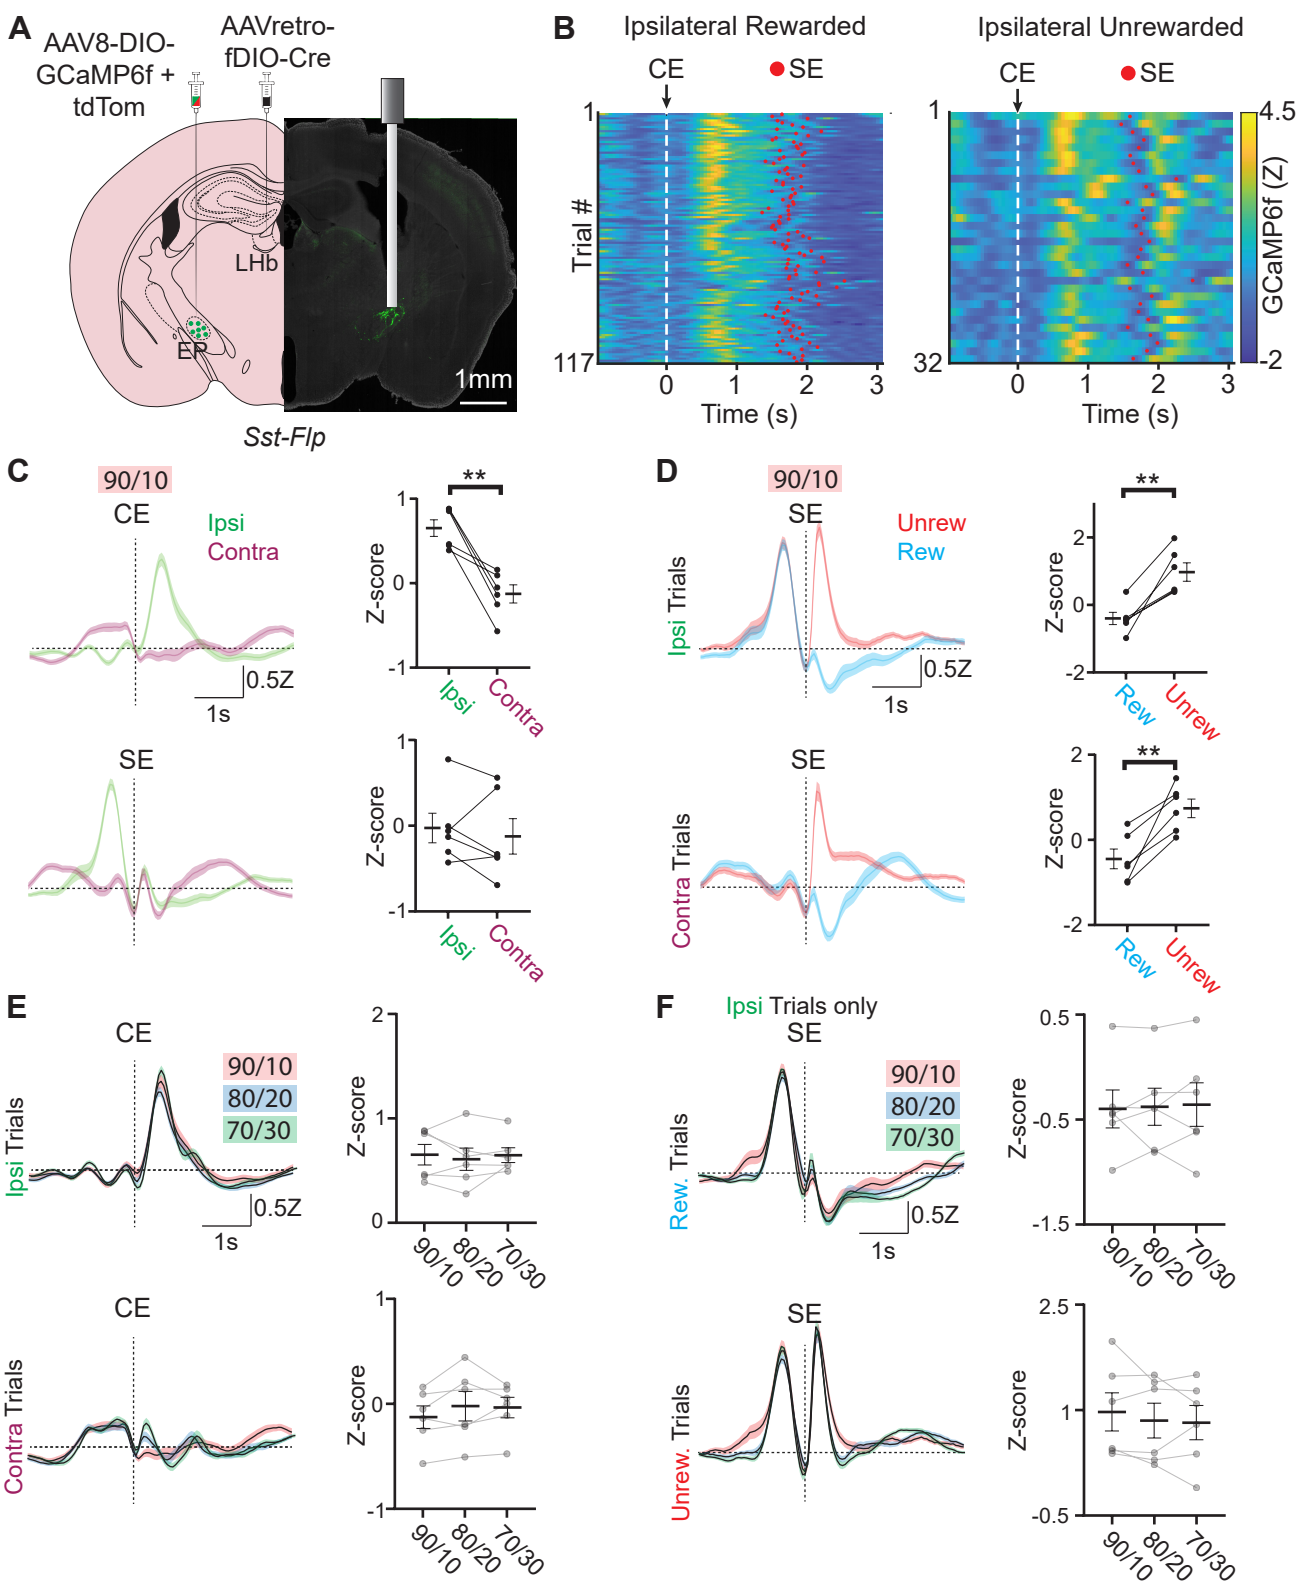 A
AAV8-DIO-
GCaMP6f +
tdTom
AAVretro-
fDIO-Cre
LHb
EP
1mm
Sst-Flp
B
Ipsilateral Rewarded
CE
SE
1
Trial #
117
0
1
2
3
Time (s)
Ipsilateral Unrewarded
CE
SE
1
32
0
1
2
3
Time (s)
4.5
GCaMP6f (Z)
-2
C
90/10
CE
Ipsi
Contra
0.5Z
1s
**
1
Z-score
0
-1
Ipsi
Contra
SE
1
Z-score
0
-1
Ipsi
Contra
D
90/10
SE
Unrew
Rew
Ipsi Trials
0.5Z
1s
**
2
Z-score
0
-2
Rew
Unrew
SE
Contra Trials
**
2
Z-score
0
-2
Rew
Unrew
E
CE
90/10
80/20
70/30
Ipsi Trials
0.5Z
1s
2
Z-score
1
0
90/10
80/20
70/30
CE
Contra Trials
1
Z-score
0
-1
90/10
80/20
70/30
F
Ipsi Trials only
SE
90/10
80/20
70/30
Rew. Trials
0.5Z
1s
0.5
Z-score
-0.5
-1.5
90/10
80/20
70/30
SE
Unrew. Trials
2.5
Z-score
1
-0.5
90/10
80/20
70/30